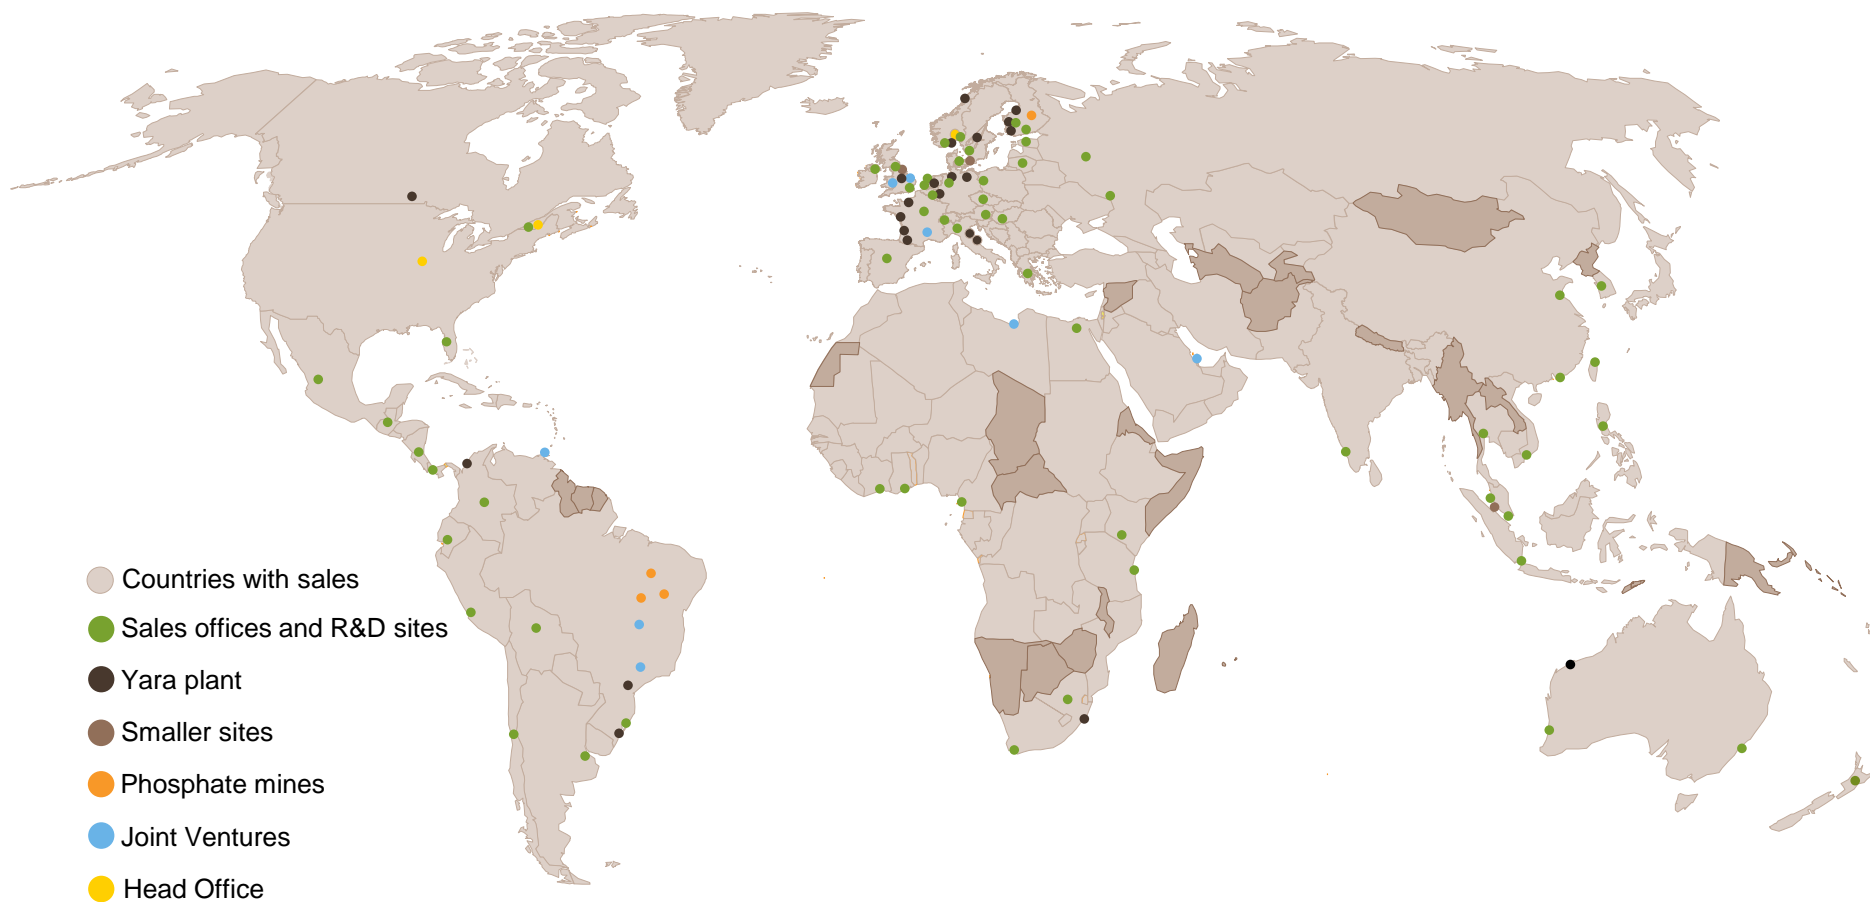 Countries with sales
Sales offices and R&D sites
Yara plant
Smaller sites
Phosphate mines
Joint Ventures
Head Office